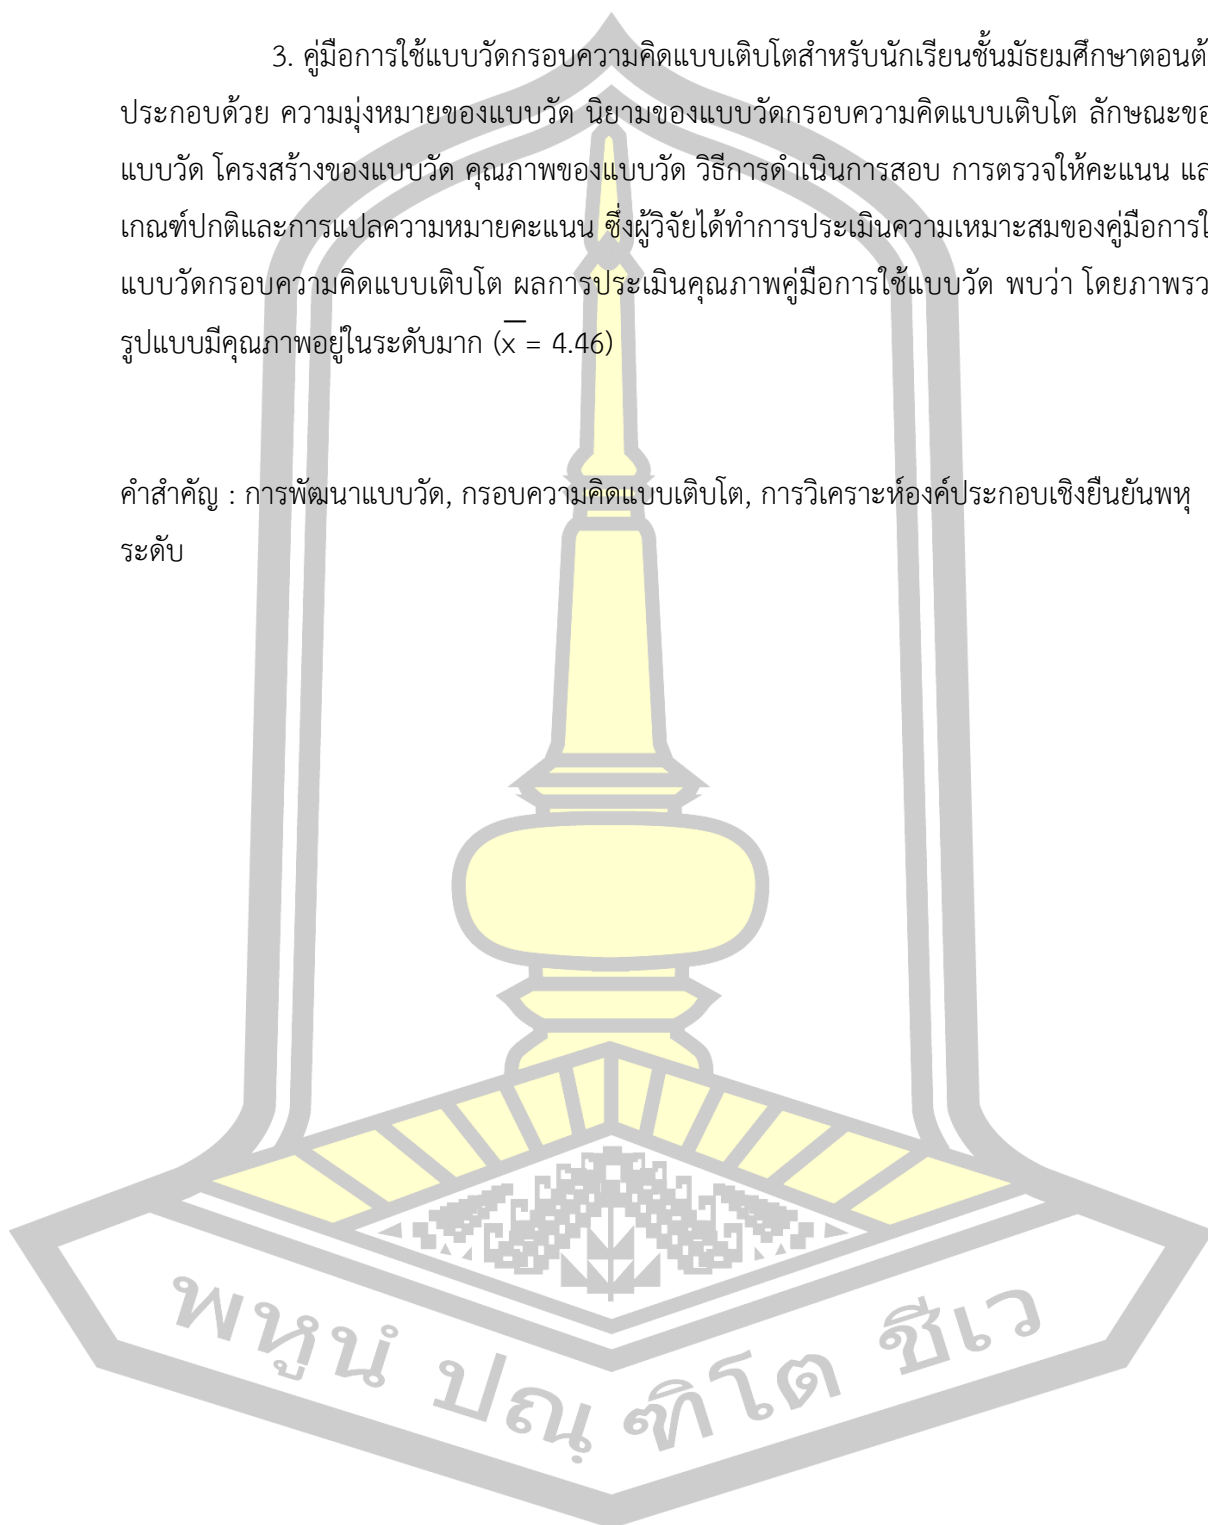 3. คู่มือการใช้แบบวัดกรอบความคิดแบบเติบโตสำหรับนักเรียนชั้นมัธยมศึกษาตอนต้
ประกอบด้วย ความมุ่งหมายของแบบวัด นิยามของแบบวัดกรอบความคิดแบบเติบโต ลักษณะขอ
แบบวัด โครงสร้างของแบบวัด คุณภาพของแบบวัด วิธีการดำเนินการสอบ การตรวจให้คะแนน แล
เกณฑ์ปกติและการแปลความหมายคะแนน ซึ่งผู้วิจัยได้ทำการประเมินความเหมาะสมของคู่มือการใ
แบบวัดกรอบความคิดแบบเติบโต ผลการประเมินคุณภาพคู่มือการใช้แบบวัด พบว่า โดยภาพรว
รูปแบบมีคุณภาพอยู่ในระดับมาก (x̅ = 4.46)
คำสำคัญ : การพัฒนาแบบวัด, กรอบความคิดแบบเติบโต, การวิเคราะห์องค์ประกอบเชิงยืนยันพหุ
ระดับ
พหูนํ ปณฺ ฑิโต ชีเว